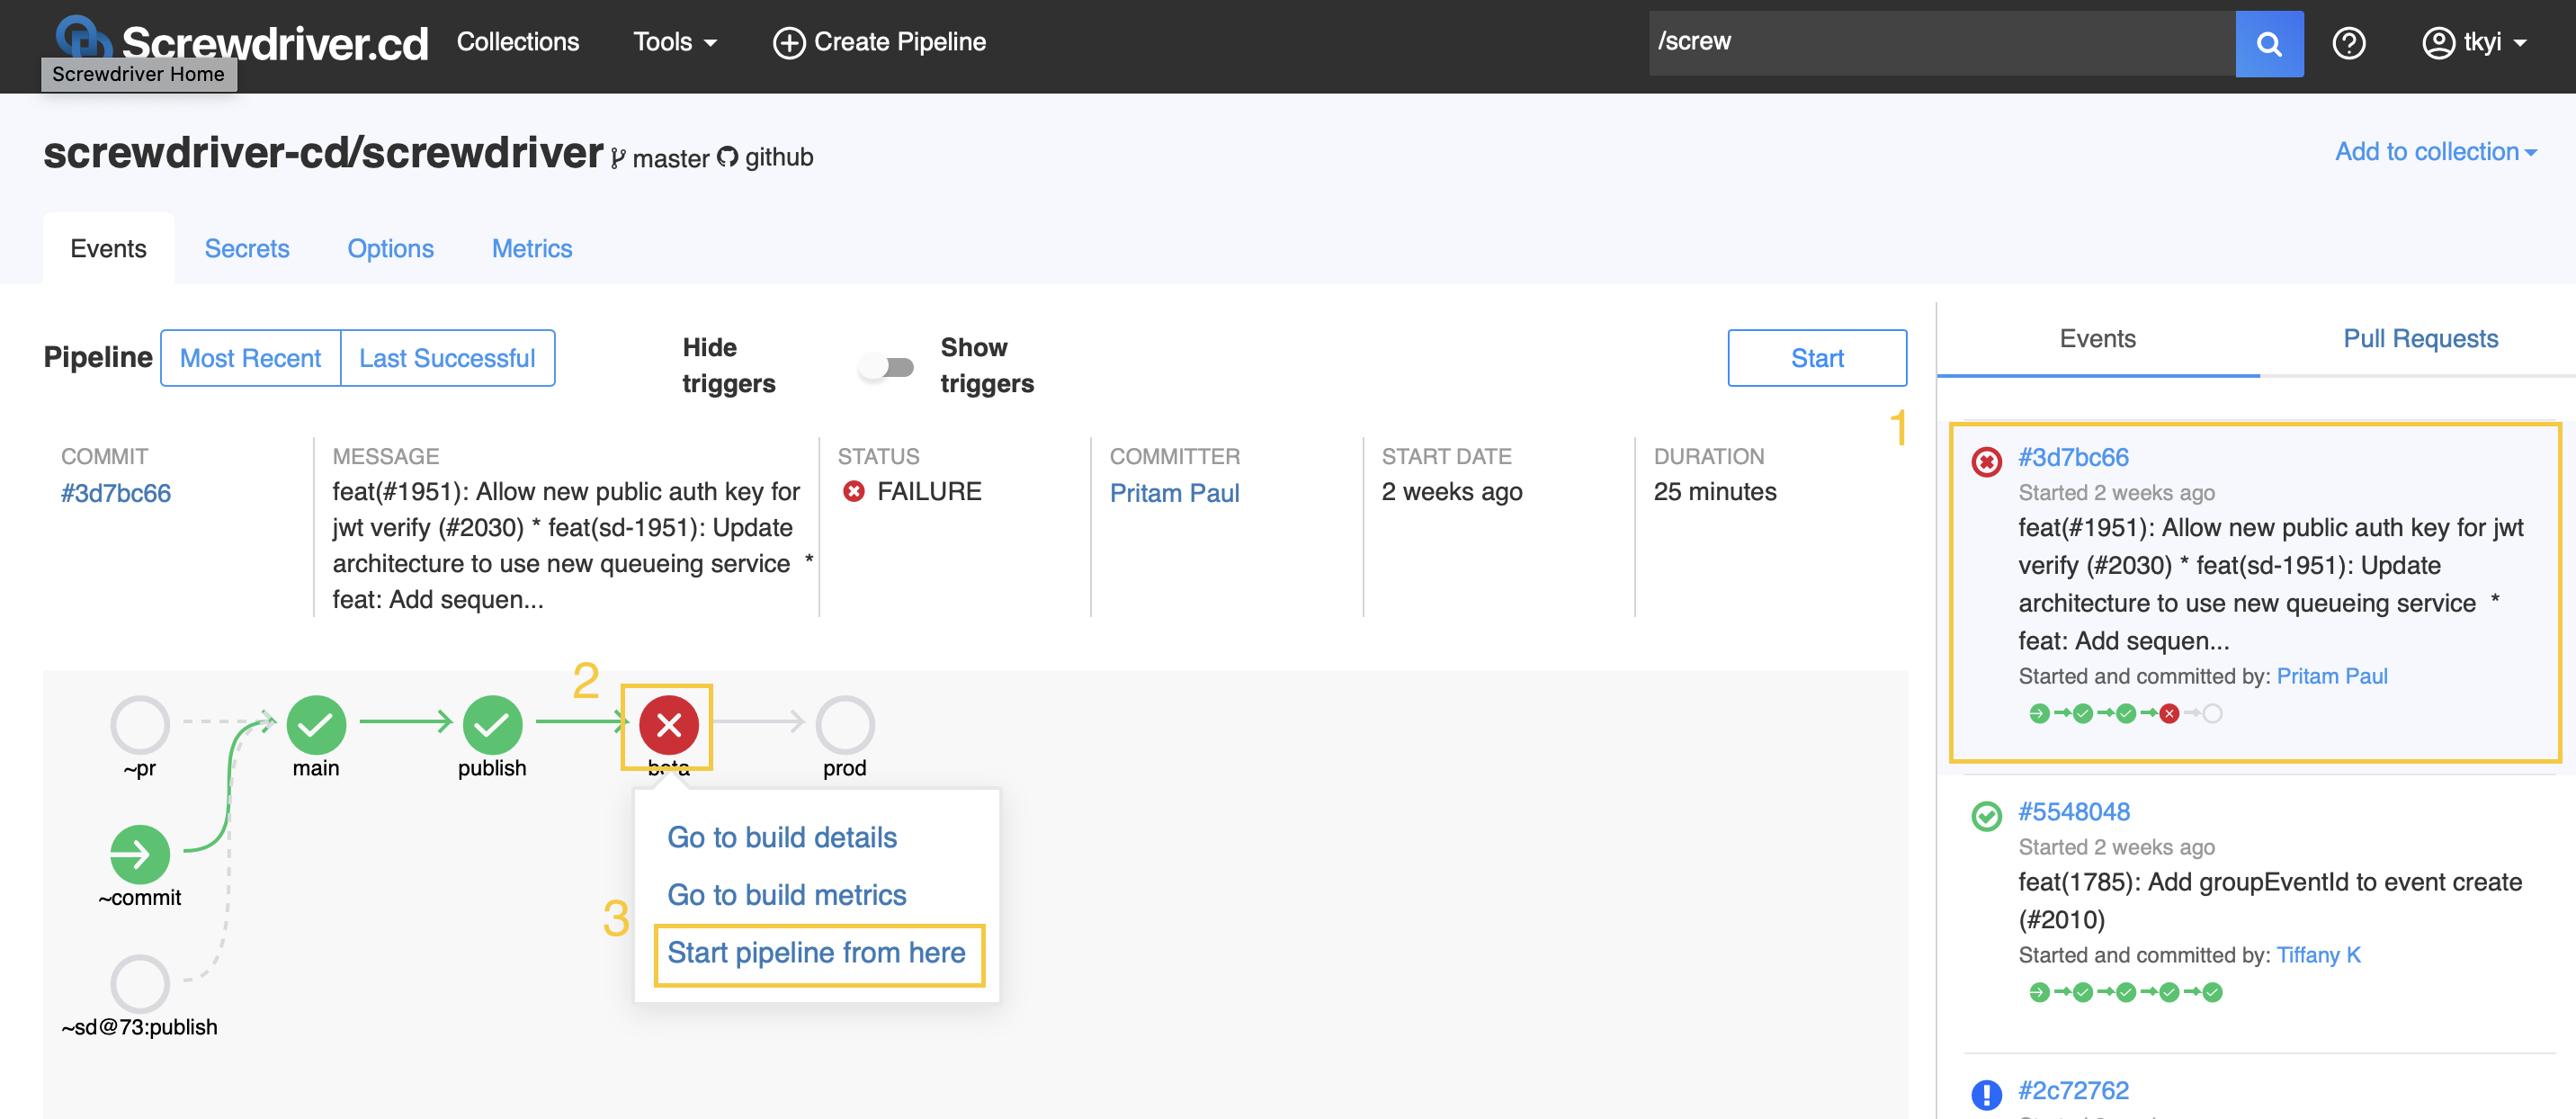 Screwdriver.cd
Collections
Tools
Create Pipeline
/screw
tkyi
Screwdriver Home
screwdriver-cd/screwdriver master github
Add to collection
Events
Secrets
Options
Metrics
Pipeline
Most Recent
Last Successful
Hide
triggers
Show
triggers
Start
1
COMMIT
#3d7bc66
MESSAGE
feat(#1951): Allow new public auth key for
jwt verify (#2030) * feat(sd-1951): Update
architecture to use new queueing service *
feat: Add sequen...
STATUS
FAILURE
COMMITTER
Pritam Paul
START DATE
2 weeks ago
DURATION
25 minutes
2
~pr
main
publish
beta
prod
~commit
~sd@73:publish
Go to build details
Go to build metrics
3
Start pipeline from here
Events
Pull Requests
#3d7bc66
Started 2 weeks ago
feat(#1951): Allow new public auth key for jwt
verify (#2030) * feat(sd-1951): Update
architecture to use new queueing service *
feat: Add sequen...
Started and committed by: Pritam Paul
#5548048
Started 2 weeks ago
feat(1785): Add groupEventId to event create
(#2010)
Started and committed by: Tiffany K
#2c72762